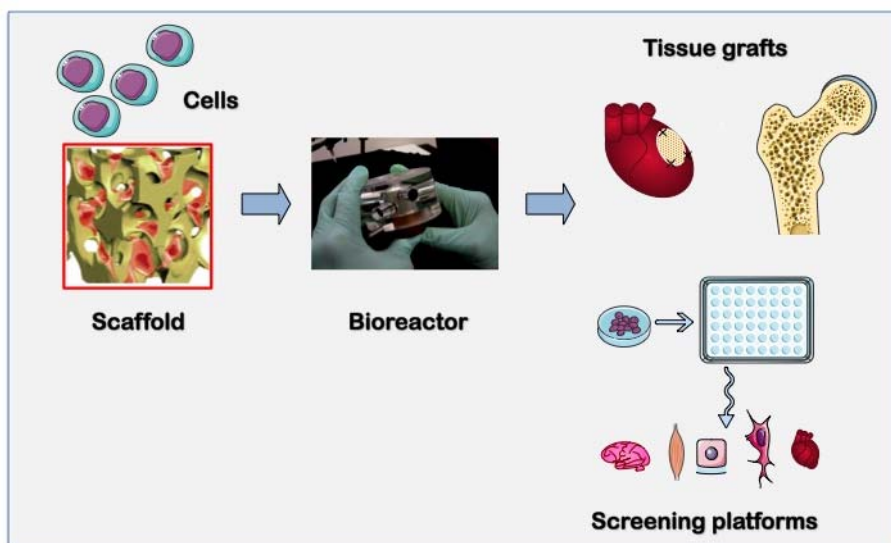 Tissue grafts
Cells
Scaffold
Bioreactor
Screening platforms